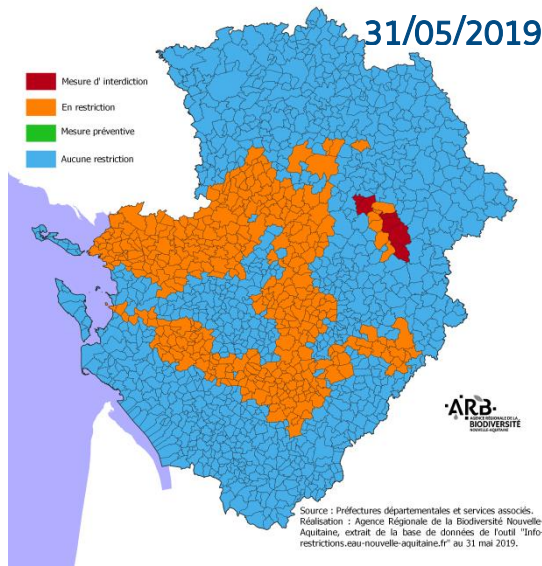 31/05/2019
Mesure d' interdiction
En restriction
Mesure préventive
Aucune restriction
ARB
AGENCE RÉGIONALE DE LA
BIODIVERSITÉ
NOUVELLE-AQUITAINE
Source : Préfectures départementales et services associés.
Réalisation : Agence Régionale de la Biodiversité Nouvelle
Aquitaine, extrait de la base de données de l'outil "Info-
restrictions.eau-nouvelle-aquitaine.fr" au 31 mai 2019.